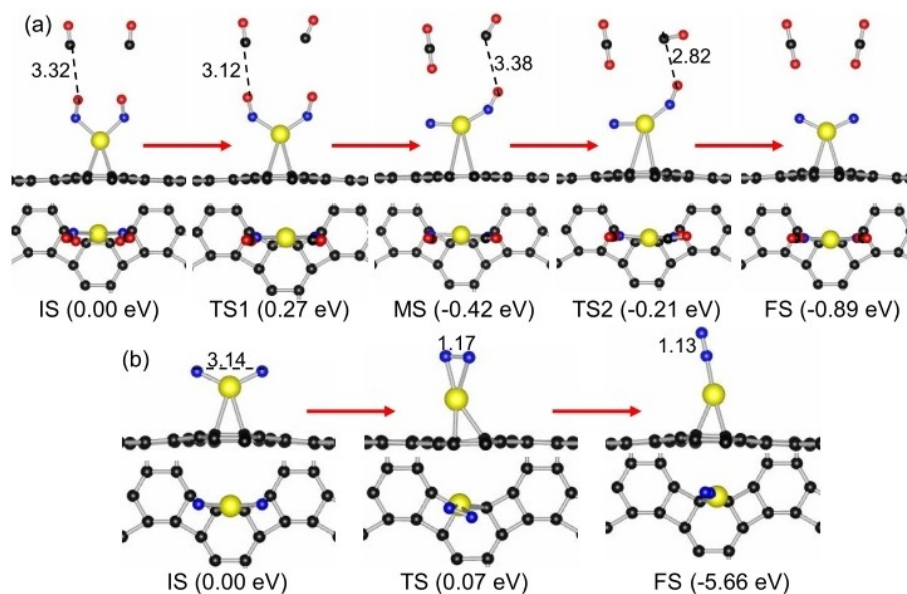 (a)
3.32
3.12
3.38
2.82
IS (0.00 eV)
TS1 (0.27 eV)
MS (-0.42 eV)
TS2 (-0.21 eV)
FS (-0.89 eV)
(b)
3.14
1.17
1.13
IS (0.00 eV)
TS (0.07 eV)
FS (-5.66 eV)